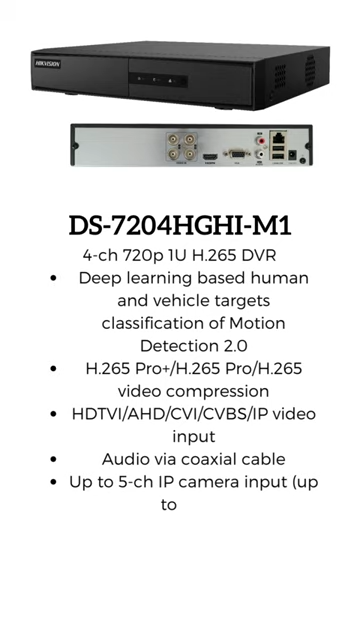 HIKVISION
DS-7204HGHI-M1
4-ch 720p 1U H.265 DVR
• Deep learning based human
and vehicle targets
classification of Motion
Detection 2.0
• H.265 Pro+/H.265 Pro/H.265
video compression
• HDTVI/AHD/CVI/CVBS/IP video
input
• Audio via coaxial cable
• Up to 5-ch IP camera input (up
to